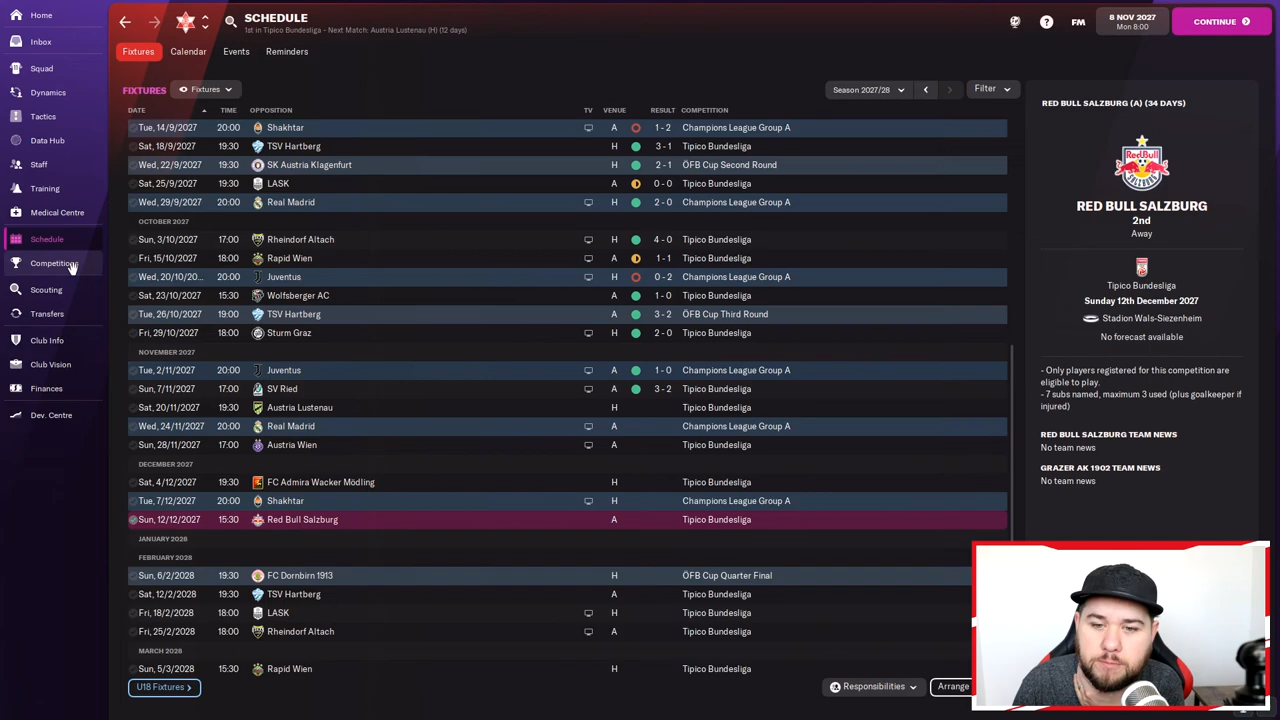 Home
SCHEDULE
1st in Tipico Bundesliga - Next Match: Austria Lustenau (H) (12 days)
FM
8 NOV 2027
Mon 8:00
CONTINUE
Inbox
Squad
Dynamics
Tactics
Data Hub
Staff
Training
Medical Centre
Schedule
Competitions
Scouting
Transfers
Club Info
Club Vision
Finances
Dev. Centre
Fixtures
Calendar
Events
Reminders
FIXTURES
Fixtures
Season 2027/28
Filter
DATE TIME OPPOSITION TV VENUE RESULT COMPETITION
Tue, 14/9/2027 20:00 Shakhtar A 1 - 2 Champions League Group A
Sat, 18/9/2027 19:30 TSV Hartberg H 3 - 1 Tipico Bundesliga
Wed, 22/9/2027 19:30 SK Austria Klagenfurt H 2 - 1 ÖFB Cup Second Round
Sat, 25/9/2027 19:30 LASK A 0 - 0 Tipico Bundesliga
Wed, 29/9/2027 20:00 Real Madrid H 2 - 0 Champions League Group A
OCTOBER 2027
Sun, 3/10/2027 17:00 Rheindorf Altach H 4 - 0 Tipico Bundesliga
Fri, 15/10/2027 18:00 Rapid Wien A 1 - 1 Tipico Bundesliga
Wed, 20/10/20... 20:00 Juventus H 0 - 2 Champions League Group A
Sat, 23/10/2027 15:30 Wolfsberger AC A 1 - 0 Tipico Bundesliga
Tue, 26/10/2027 19:00 TSV Hartberg A 3 - 2 ÖFB Cup Third Round
Fri, 29/10/2027 18:00 Sturm Graz H 2 - 0 Tipico Bundesliga
NOVEMBER 2027
Tue, 2/11/2027 20:00 Juventus A 1 - 0 Champions League Group A
Sun, 7/11/2027 17:00 SV Ried A 3 - 2 Tipico Bundesliga
Sat, 20/11/2027 19:30 Austria Lustenau H Tipico Bundesliga
Wed, 24/11/2027 20:00 Real Madrid A Champions League Group A
Sun, 28/11/2027 17:00 Austria Wien A Tipico Bundesliga
DECEMBER 2027
Sat, 4/12/2027 19:30 FC Admira Wacker Mödling H Tipico Bundesliga
Tue, 7/12/2027 20:00 Shakhtar H Champions League Group A
Sun, 12/12/2027 15:30 Red Bull Salzburg A Tipico Bundesliga
JANUARY 2028
FEBRUARY 2028
Sun, 6/2/2028 19:30 FC Dornbirn 1913 H ÖFB Cup Quarter Final
Sat, 12/2/2028 19:30 TSV Hartberg A Tipico Bundesliga
Fri, 18/2/2028 18:00 LASK H Tipico Bundesliga
Fri, 25/2/2028 18:00 Rheindorf Altach A Tipico Bundesliga
MARCH 2028
Sun, 5/3/2028 15:30 Rapid Wien H Tipico Bundesliga
U18 Fixtures
Responsibilities
Arrange
RED BULL SALZBURG (A) (34 DAYS)
RedBull
SALZBURG
RED BULL SALZBURG
2nd
Away
Tipico Bundesliga
Sunday 12th December 2027
Stadion Wals-Siezenheim
No forecast available
- Only players registered for this competition are
eligible to play.
- 7 subs named, maximum 3 used (plus goalkeeper if
injured)
RED BULL SALZBURG TEAM NEWS
No team news
GRAZER AK 1902 TEAM NEWS
No team news